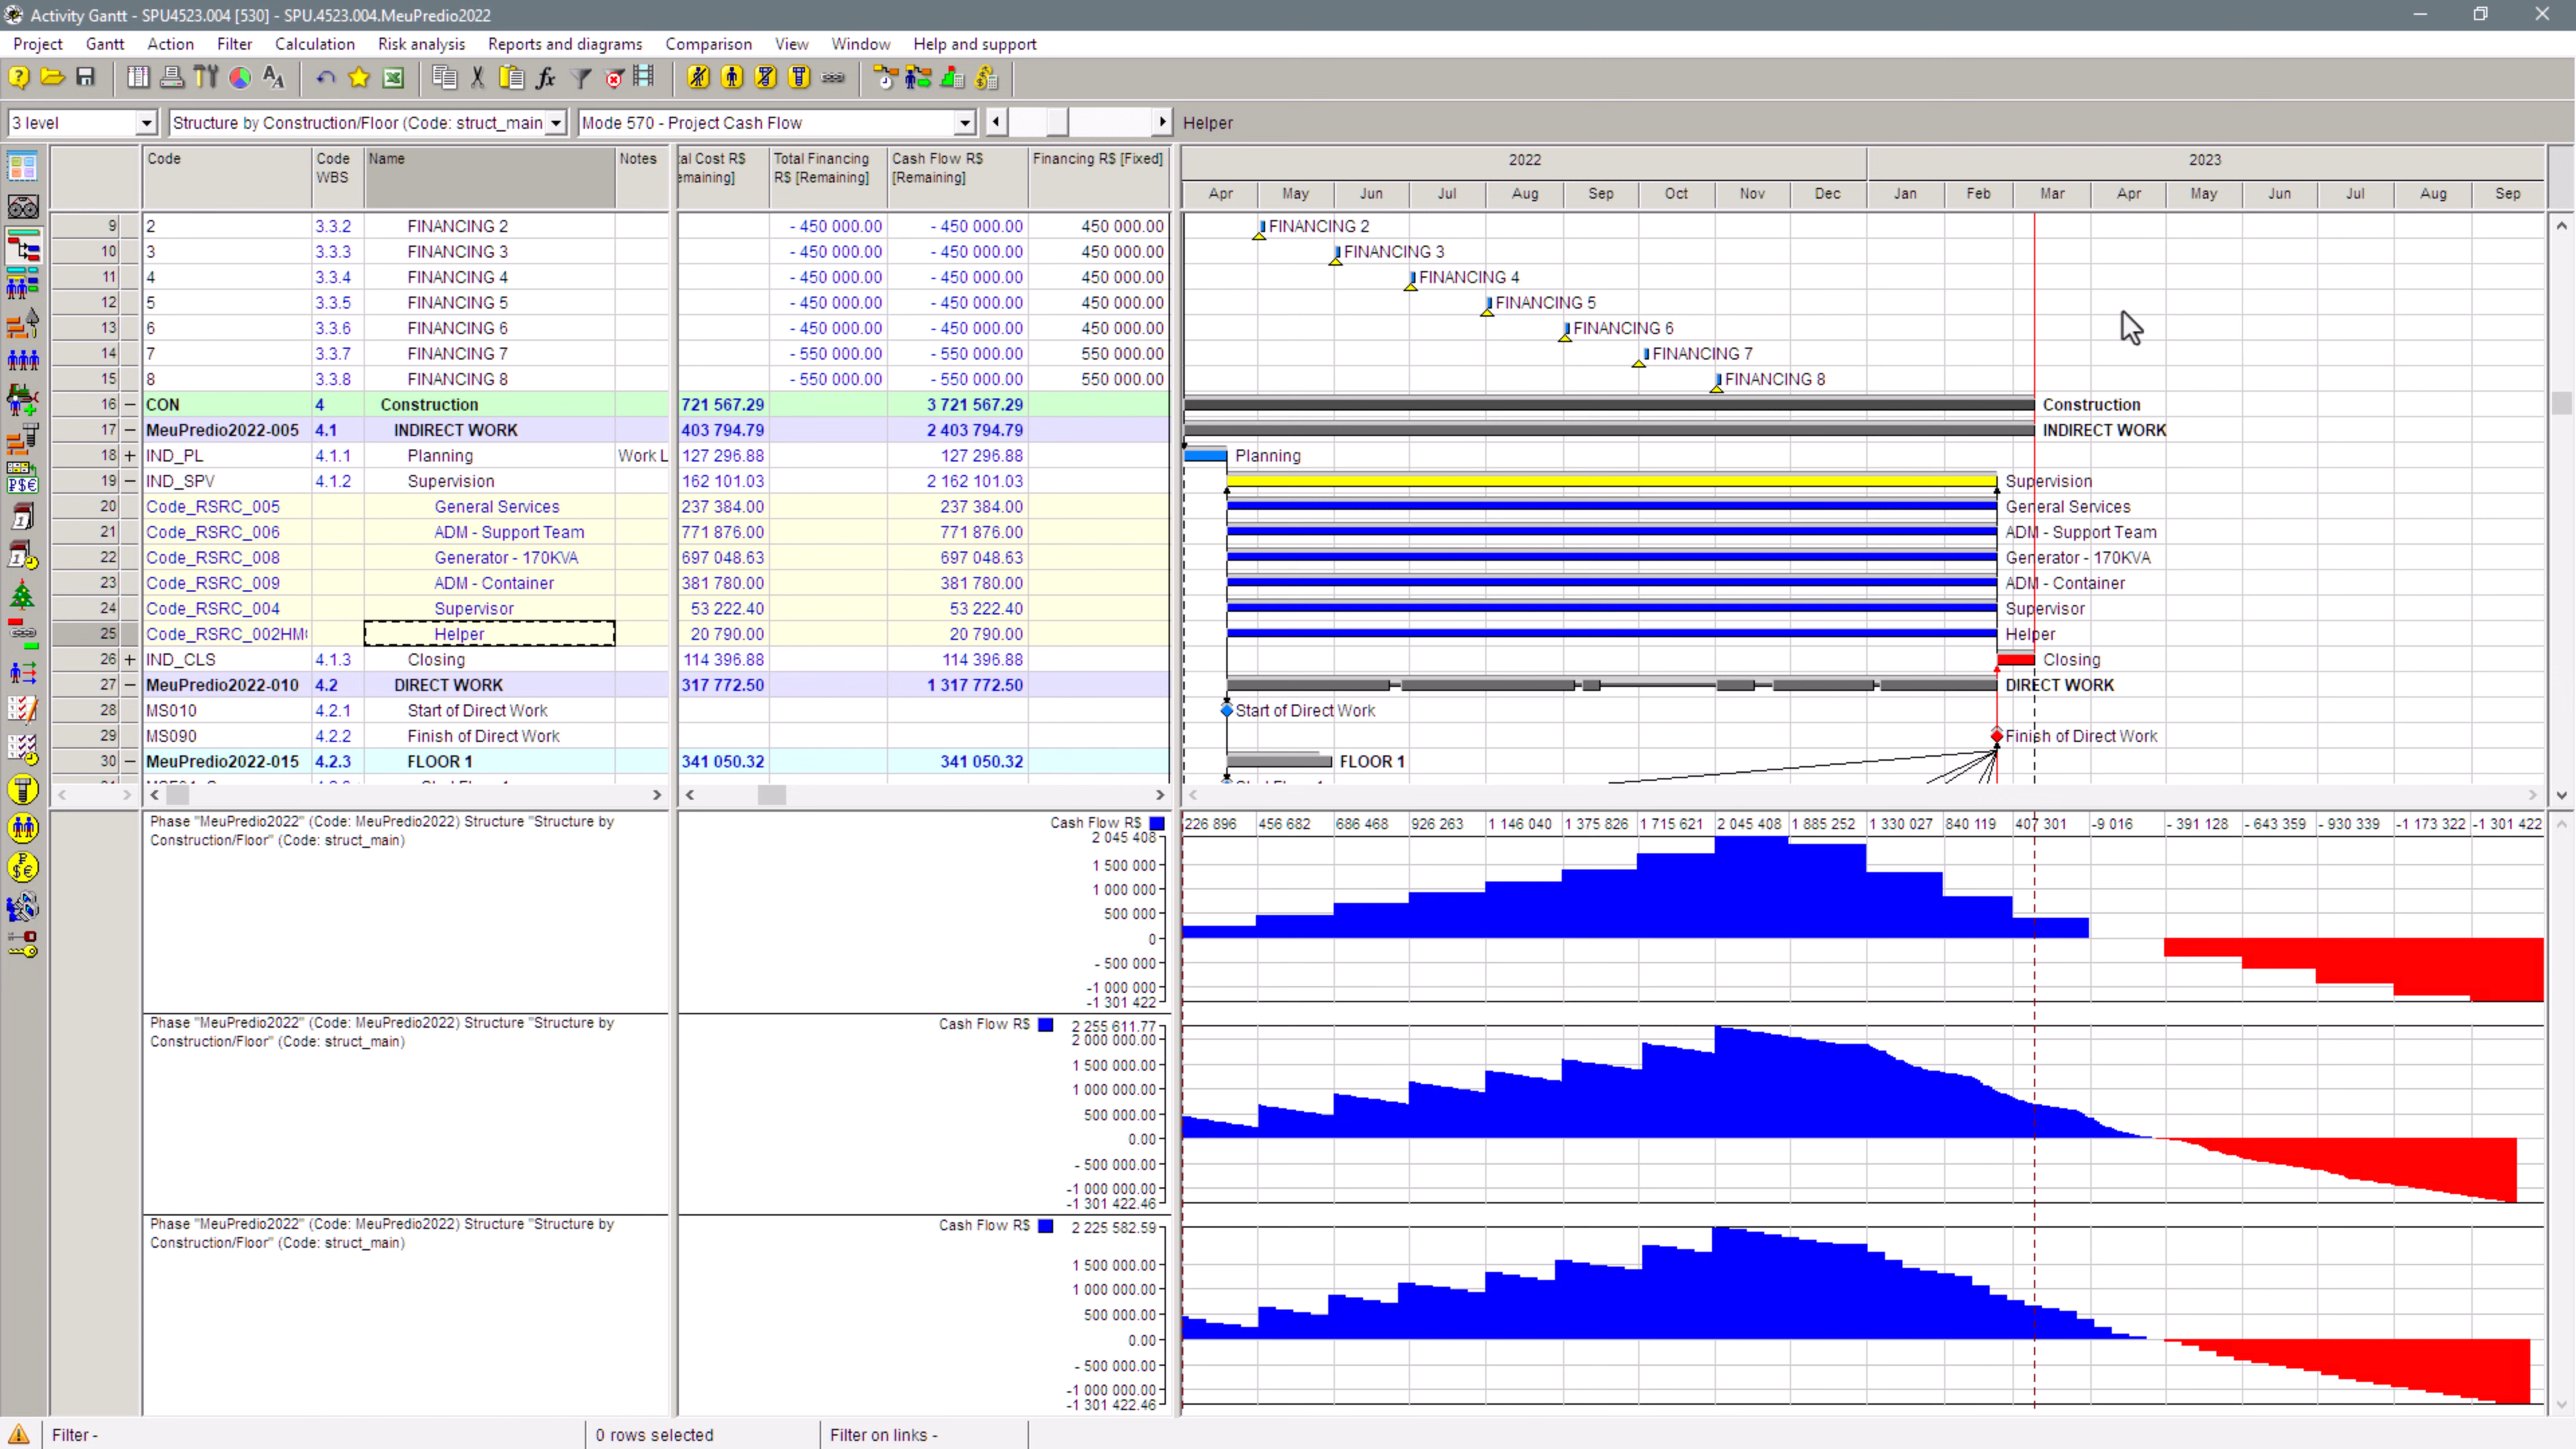 Activity Gantt - SPU4523.004 [530] - SPU.4523.004.MeuPredio2022
Project Gantt Action Filter Calculation Risk analysis Reports and diagrams Comparison View Window Help and support
3 level Structure by Construction/Floor (Code: struct_main Mode 570 - Project Cash Flow Helper
Code Code WBS Name Notes al Cost R$ emaining] Total Financing R$ [Remaining] Cash Flow R$ [Remaining] Financing R$ [Fixed]
2022 2023
Apr May Jun Jul Aug Sep Oct Nov Dec Jan Feb Mar Apr May Jun Jul Aug Sep
9 2 3.3.2 FINANCING 2 - 450 000.00 - 450 000.00 450 000.00 FINANCING 2
10 3 3.3.3 FINANCING 3 - 450 000.00 - 450 000.00 450 000.00 FINANCING 3
11 4 3.3.4 FINANCING 4 - 450 000.00 - 450 000.00 450 000.00 FINANCING 4
12 5 3.3.5 FINANCING 5 - 450 000.00 - 450 000.00 450 000.00 FINANCING 5
13 6 3.3.6 FINANCING 6 - 450 000.00 - 450 000.00 450 000.00 FINANCING 6
14 7 3.3.7 FINANCING 7 - 550 000.00 - 550 000.00 550 000.00 FINANCING 7
15 8 3.3.8 FINANCING 8 - 550 000.00 - 550 000.00 550 000.00 FINANCING 8
16 CON 4 Construction 721 567.29 3 721 567.29 Construction
17 MeuPredio2022-005 4.1 INDIRECT WORK 403 794.79 2 403 794.79 INDIRECT WORK
18 IND_PL 4.1.1 Planning Work L 127 296.88 127 296.88 Planning
19 IND_SPV 4.1.2 Supervision 162 101.03 2 162 101.03 Supervision
20 Code_RSRC_005 General Services 237 384.00 237 384.00 General Services
21 Code_RSRC_006 ADM - Support Team 771 876.00 771 876.00 ADM - Support Team
22 Code_RSRC_008 Generator - 170KVA 697 048.63 697 048.63 Generator - 170KVA
23 Code_RSRC_009 ADM - Container 381 780.00 381 780.00 ADM - Container
24 Code_RSRC_004 Supervisor 53 222.40 53 222.40 Supervisor
25 Code_RSRC_002HM Helper 20 790.00 20 790.00 Helper
26 IND_CLS 4.1.3 Closing 114 396.88 114 396.88 Closing
27 MeuPredio2022-010 4.2 DIRECT WORK 317 772.50 1 317 772.50 DIRECT WORK
28 MS010 4.2.1 Start of Direct Work Start of Direct Work
29 MS090 4.2.2 Finish of Direct Work Finish of Direct Work
30 MeuPredio2022-015 4.2.3 FLOOR 1 341 050.32 341 050.32 FLOOR 1
Phase "MeuPredio2022" (Code: MeuPredio2022) Structure "Structure by
Construction/Floor" (Code: struct_main)
Cash Flow R$
226 896 456 682 686 468 926 263 1 146 040 1 375 826 1 715 621 2 045 408 1 885 252 1 330 027 840 119 407 301 -9 016 - 391 128 - 643 359 - 930 339 -1 173 322 -1 301 422
2 045 408
1 500 000
1 000 000
500 000
0
- 500 000
-1 000 000
-1 301 422
Phase "MeuPredio2022" (Code: MeuPredio2022) Structure "Structure by
Construction/Floor" (Code: struct_main)
Cash Flow R$
2 255 611.77
2 000 000.00
1 500 000.00
1 000 000.00
500 000.00
0.00
- 500 000.00
-1 000 000.00
-1 301 422.46
Phase "MeuPredio2022" (Code: MeuPredio2022) Structure "Structure by
Construction/Floor" (Code: struct_main)
Cash Flow R$
2 225 582.59
1 500 000.00
1 000 000.00
500 000.00
0.00
- 500 000.00
-1 000 000.00
-1 301 422.46
Filter - 0 rows selected Filter on links -